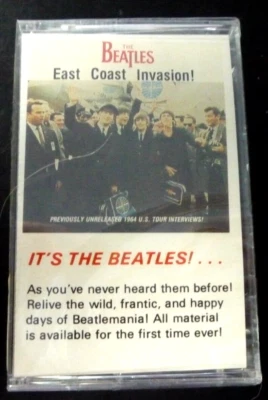 THE
BEATLES
East Coast Invasion!
PREVIOUSLY UNRELEASED 1964 U.S. TOUR INTERVIEWS!
IT'S THE BEATLES!. . .
As you've never heard them before!
Relive the wild, frantic, and happy
days of Beatlemania! All material
is available for the first time ever!